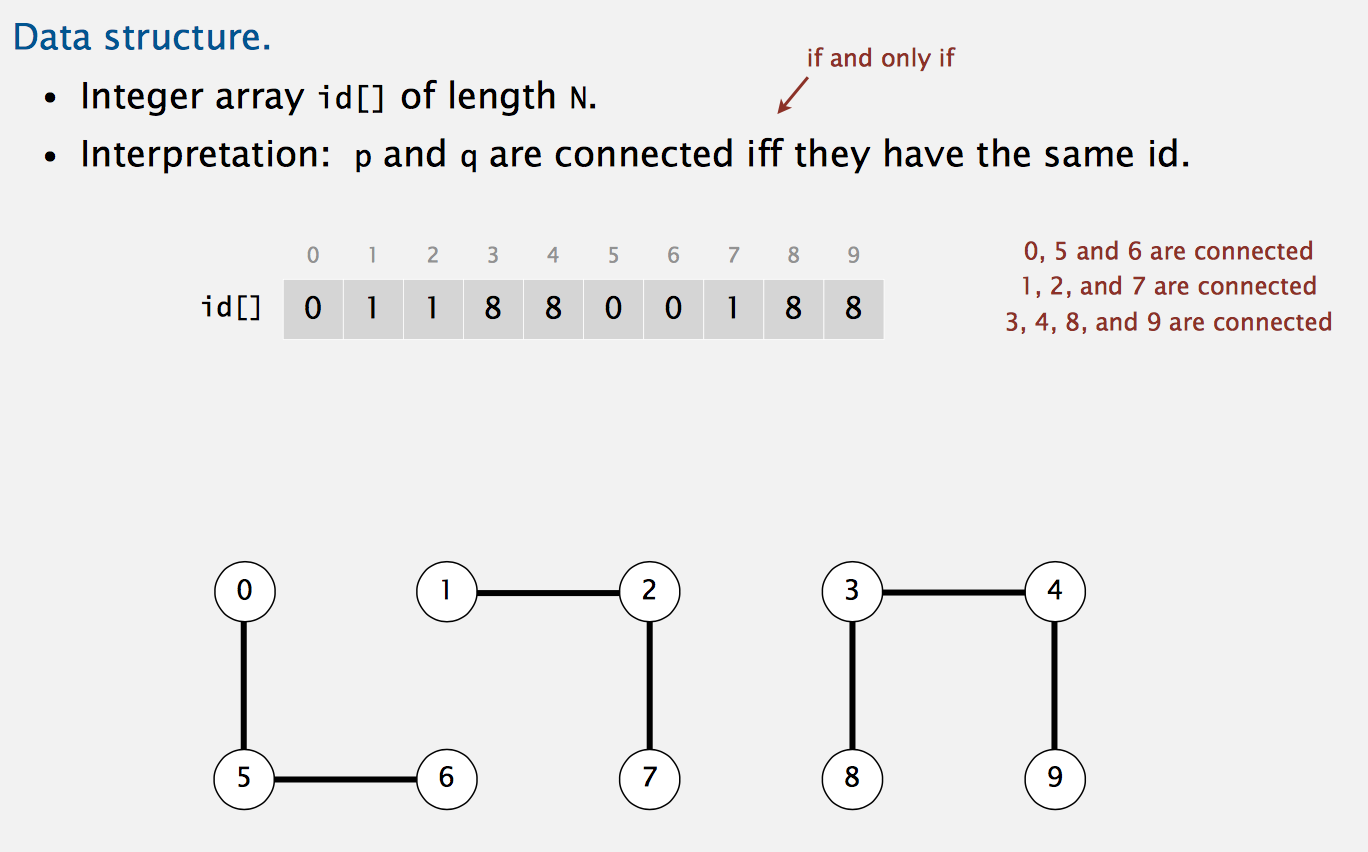 Data structure.
if and only if
• Integer array id[] of length N.
• Interpretation: p and q are connected iff they have the same id.
0 1 2 3 4 5 6 7 8 9
id[] 0 1 1 8 8 0 0 1 8 8
0, 5 and 6 are connected
1, 2, and 7 are connected
3, 4, 8, and 9 are connected
0 1 2 3 4
5 6 7 8 9